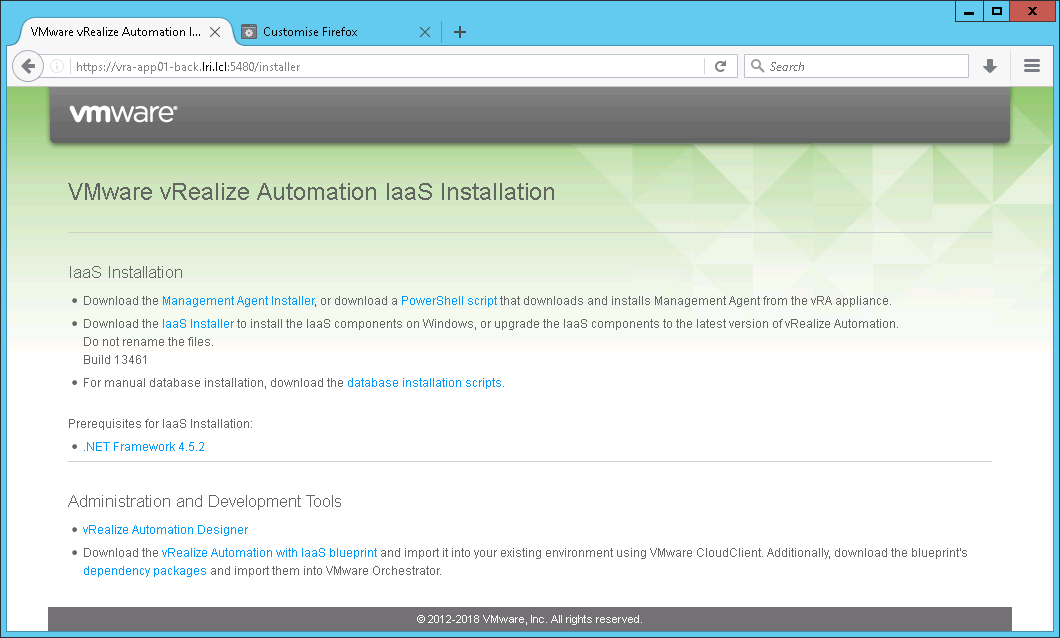 VMware vRealize Automation I...
Customise Firefox
https://vra-app01-back.lri.lcl:5480/installer
Search
vmware®
VMware vRealize Automation IaaS Installation
IaaS Installation
Download the Management Agent Installer, or download a PowerShell script that downloads and installs Management Agent from the vRA appliance.
Download the IaaS Installer to install the IaaS components on Windows, or upgrade the IaaS components to the latest version of vRealize Automation.
Do not rename the files.
Build 13461
For manual database installation, download the database installation scripts.
Prerequisites for IaaS Installation:
.NET Framework 4.5.2
Administration and Development Tools
vRealize Automation Designer
Download the vRealize Automation with IaaS blueprint and import it into your existing environment using VMware CloudClient. Additionally, download the blueprint's
dependency packages and import them into VMware Orchestrator.
© 2012-2018 VMware, Inc. All rights reserved.